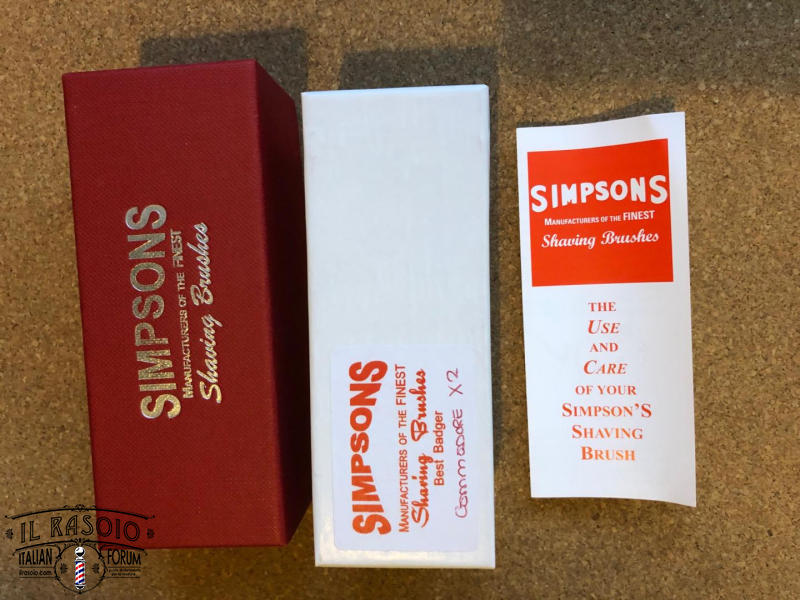 SIMPSONS
MANUFACTURERS OF THE FINEST
Shaving Brushes
SIMPSONS
MANUFACTURERS OF THE FINEST
Shaving Brushes
Best Badger
COMMODORE X2
SIMPSONS
MANUFACTURERS OF THE FINEST
Shaving Brushes
THE
USE
AND
CARE
OF YOUR
SIMPSON'S
SHAVING
BRUSH
IL RASOIO
ITALIAN FORUM
ilrasoio.com